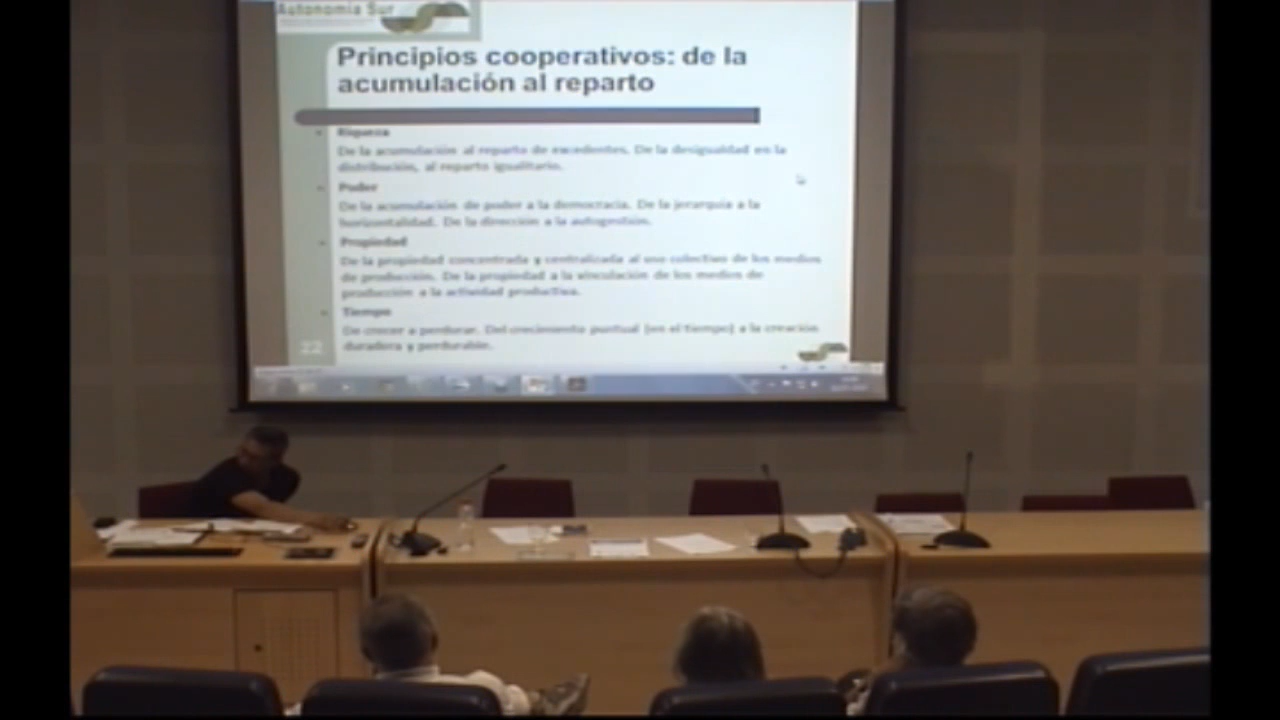 Autonomía Sur
Principios cooperativos: de la
acumulación al reparto
Riqueza
De la acumulación al reparto de excedentes. De la desigualdad en la
distribución, al reparto igualitario.
Poder
De la acumulación de poder a la democracia. De la jerarquía a la
horizontalidad. De la dirección a la autogestión.
Propiedad
De la propiedad concentrada y centralizada al uso colectivo de los medios
de producción. De la propiedad a la vinculación de los medios de
producción a la actividad productiva.
Tiempo
De crecer a perdurar. Del crecimiento puntual (en el tiempo) a la creación
duradera y perdurable.
22